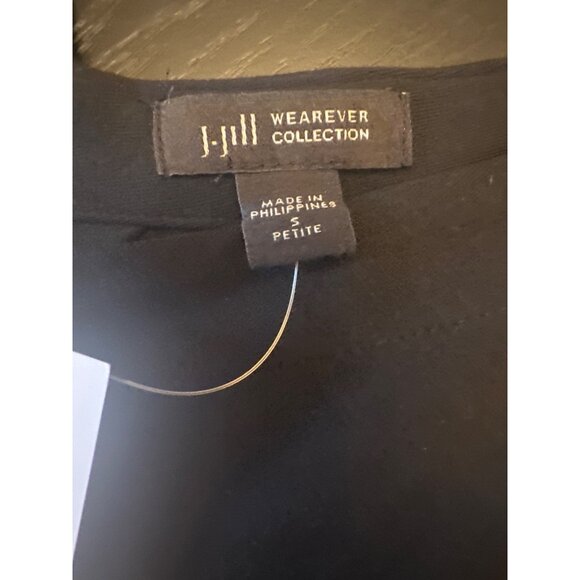 J.Jill WEAREVER
COLLECTION
MADE IN
PHILIPPINES
S
PETITE